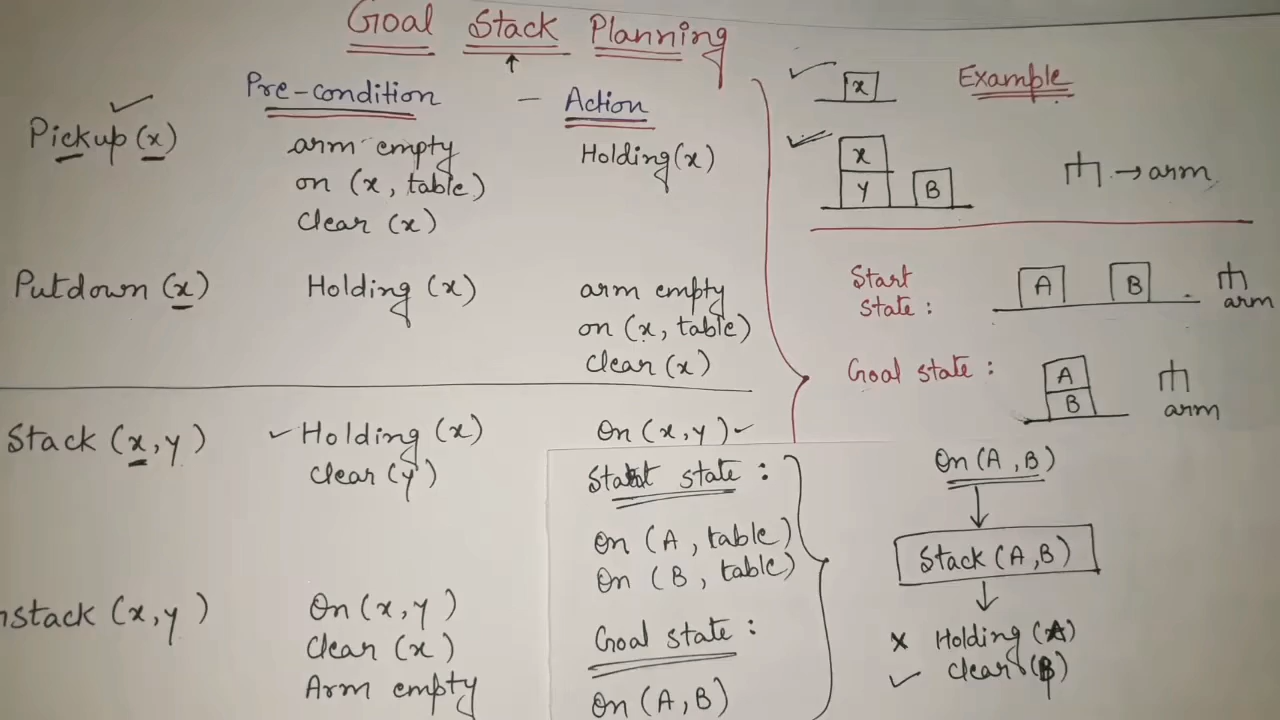 Goal Stack Planning
Pre-condition - Action
Pickup (x)
arm empty
on (x, table)
clear (x)
Holding (x)
Putdown (x)
Holding (x)
arm empty
on (x, table)
clear (x)
Stack (x, y)
Holding (x)
clear (y)
On (x, y)
nstack (x, y)
On (x, y)
Clear (x)
Arm empty
Start state :
On (A, table)
On (B, table)
Goal state :
On (A, B)
Example
x
x
y
B
→ arm
Start
state :
A
B
arm
Goal state :
A
B
arm
On (A, B)
Stack (A, B)
Holding (A)
clear (B)